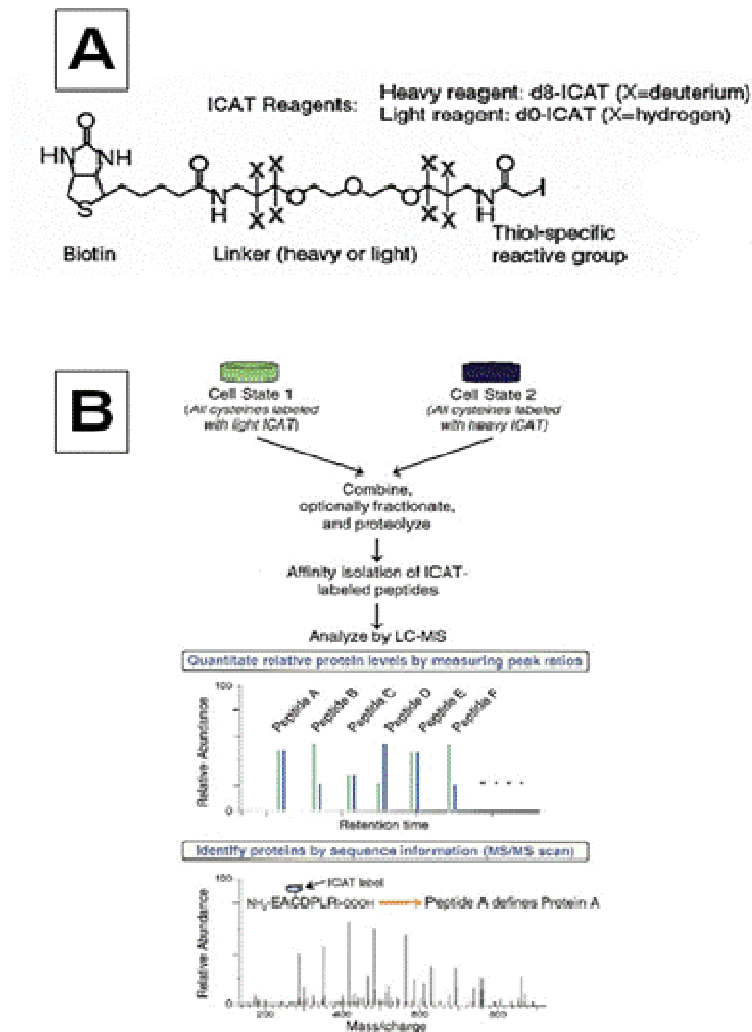 A
ICAT Reagents:
Heavy reagent: d8-ICAT (X=deuterium)
Light reagent: d0-ICAT (X=hydrogen)
O
HN NH
S
O
N
H
X X
X X
O
O
O
X X
X X
N
H
O
I
Biotin
Linker (heavy or light)
Thiol-specific
reactive group
B
Cell State 1
(All cysteines labeled
with light ICAT)
Cell State 2
(All cysteines labeled
with heavy ICAT)
Combine,
optionally fractionate,
and proteolyze
Affinity isolation of ICAT-
labeled peptides
Analyze by LC-MS
Quantitate relative protein levels by measuring peak ratios
100
0
Relative Abundance
Peptide A
Peptide B
Peptide C
Peptide D
Peptide E
Peptide F
Retention time
Identify proteins by sequence information (MS/MS scan)
100
0
Relative Abundance
ICAT label
NH2-EACDPLR-COOH
Peptide A defines Protein A
200 400 600 800
Mass/charge